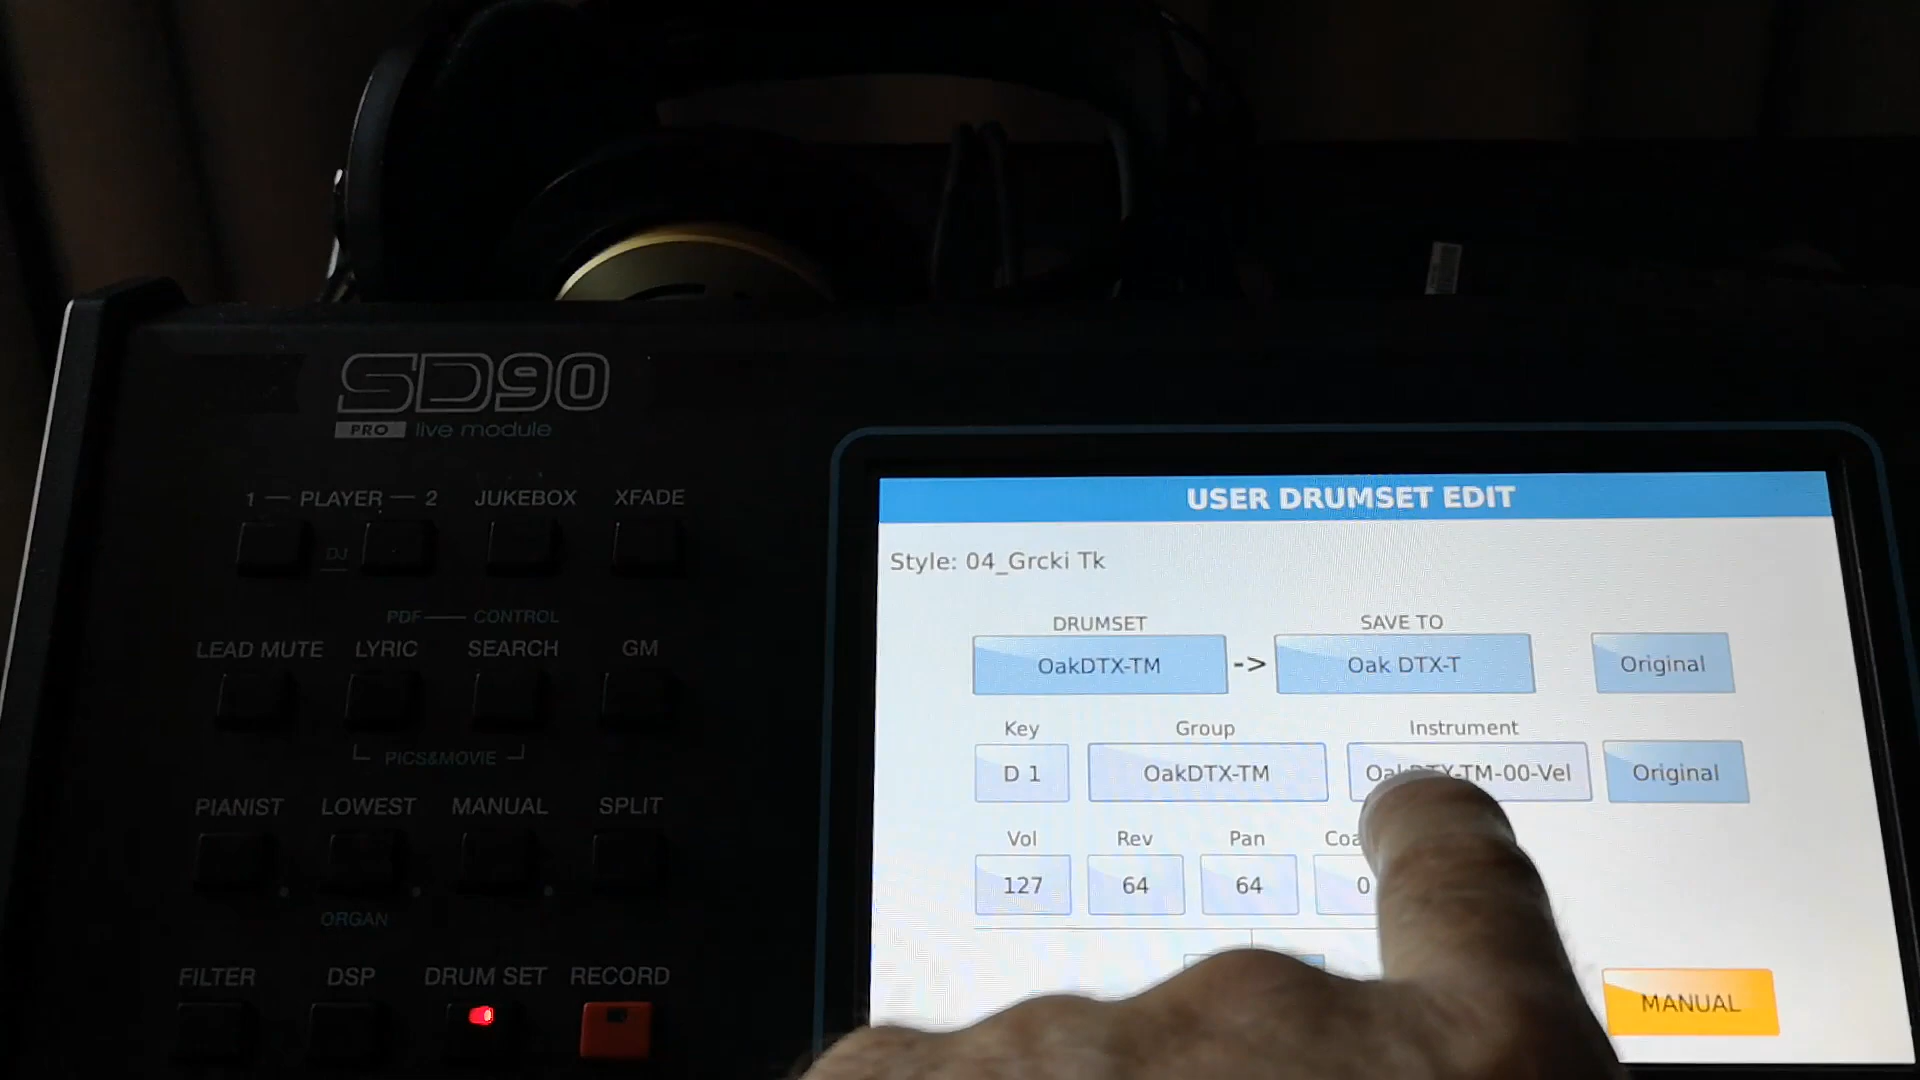 SD90
PRO live module
1 — PLAYER — 2 JUKEBOX XFADE
DJ
PDF — CONTROL
LEAD MUTE LYRIC SEARCH GM
PICS&MOVIE
PIANIST LOWEST MANUAL SPLIT
ORGAN
FILTER DSP DRUM SET RECORD
USER DRUMSET EDIT
Style: 04_Grcki Tk
DRUMSET SAVE TO
OakDTX-TM -> Oak DTX-T Original
Key Group Instrument
D 1 OakDTX-TM OakDTX-TM-00-Vel Original
Vol Rev Pan
127 64 64 0
MANUAL